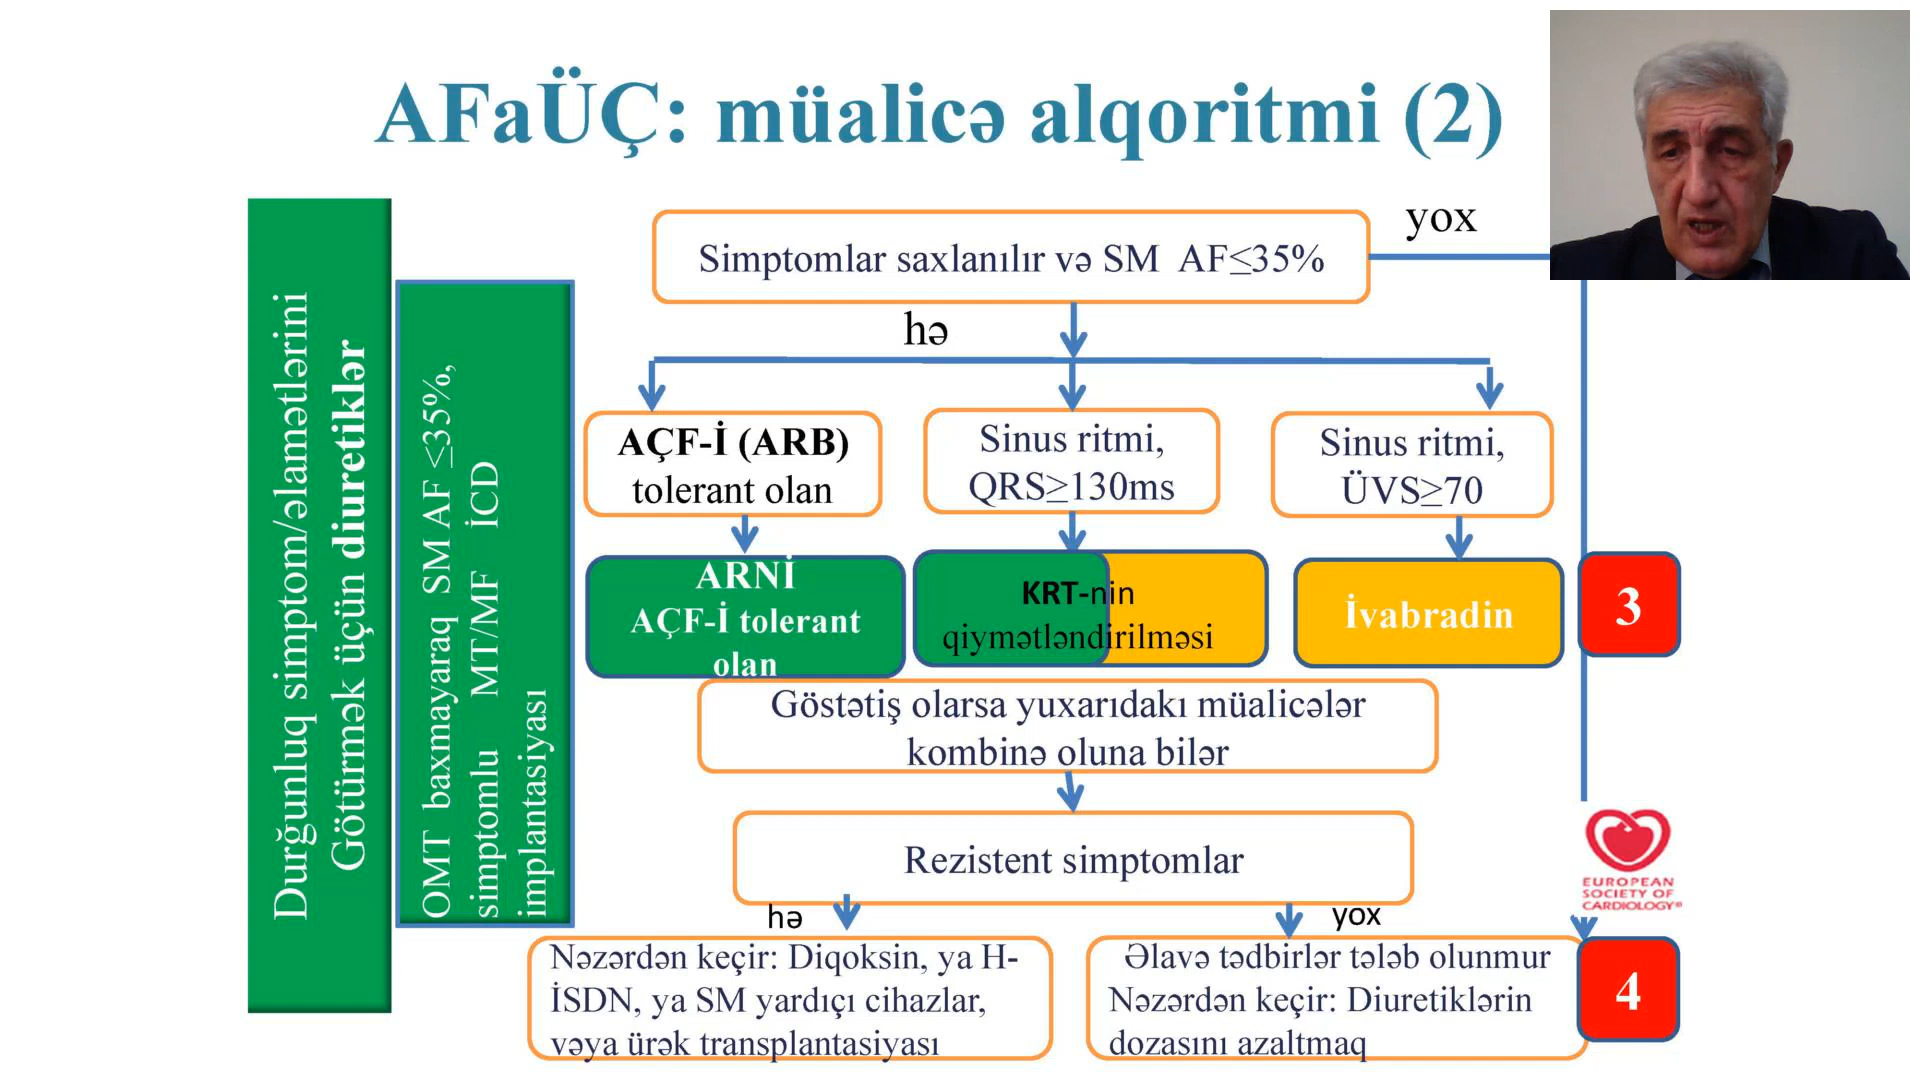 AFaÜÇ: müalicə alqoritmi (2)
Durğunluq simptom/əlamətlərini
Götürmək üçün diuretiklər
OMT baxmayaraq SM AF ≤35%,
simptomlu MT/MF İCD
implantasiyası
Simptomlar saxlanılır və SM AF≤35%
yox
hə
AÇF-İ (ARB)
tolerant olan
Sinus ritmi,
QRS≥130ms
Sinus ritmi,
ÜVS≥70
ARNİ
AÇF-İ tolerant
olan
KRT-nin
qiymətləndirilməsi
İvabradin
3
Göstətiş olarsa yuxarıdakı müalicələr
kombinə oluna bilər
Rezistent simptomlar
hə
yox
EUROPEAN
SOCIETY OF
CARDIOLOGY®
Nəzərdən keçir: Diqoksin, ya H-
İSDN, ya SM yardıçı cihazlar,
vəya ürək transplantasiyası
Əlavə tədbirlər tələb olunmur
Nəzərdən keçir: Diuretiklərin
dozasını azaltmaq
4